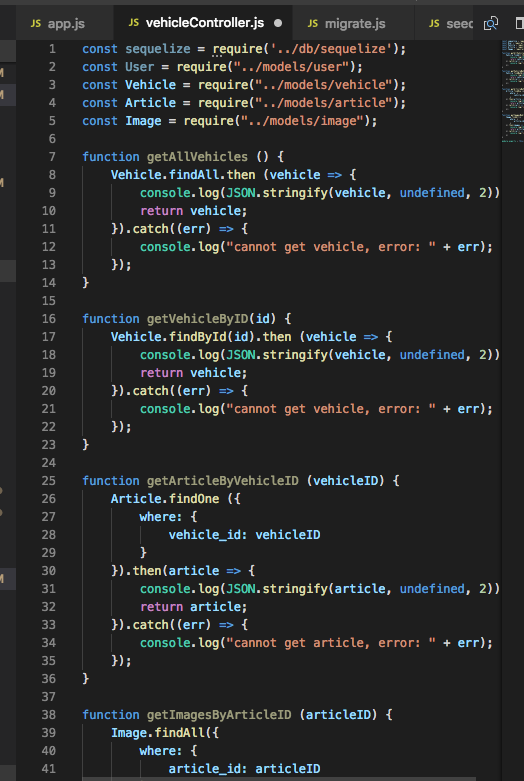 JS app.js JS vehicleController.js JS migrate.js JS seed
1 const sequelize = require('../db/sequelize');
2 const User = require("../models/user");
3 const Vehicle = require("../models/vehicle");
4 const Article = require("../models/article");
5 const Image = require("../models/image");
6
7 function getAllVehicles () {
8 Vehicle.findAll.then (vehicle => {
9 console.log(JSON.stringify(vehicle, undefined, 2))
10 return vehicle;
11 }).catch((err) => {
12 console.log("cannot get vehicle, error: " + err);
13 });
14 }
15
16 function getVehicleByID(id) {
17 Vehicle.findById(id).then (vehicle => {
18 console.log(JSON.stringify(vehicle, undefined, 2))
19 return vehicle;
20 }).catch((err) => {
21 console.log("cannot get vehicle, error: " + err);
22 });
23 }
24
25 function getArticleByVehicleID (vehicleID) {
26 Article.findOne ({
27 where: {
28 vehicle_id: vehicleID
29 }
30 }).then(article => {
31 console.log(JSON.stringify(article, undefined, 2))
32 return article;
33 }).catch((err) => {
34 console.log("cannot get article, error: " + err);
35 });
36 }
37
38 function getImagesByArticleID (articleID) {
39 Image.findAll({
40 where: {
41 article_id: articleID